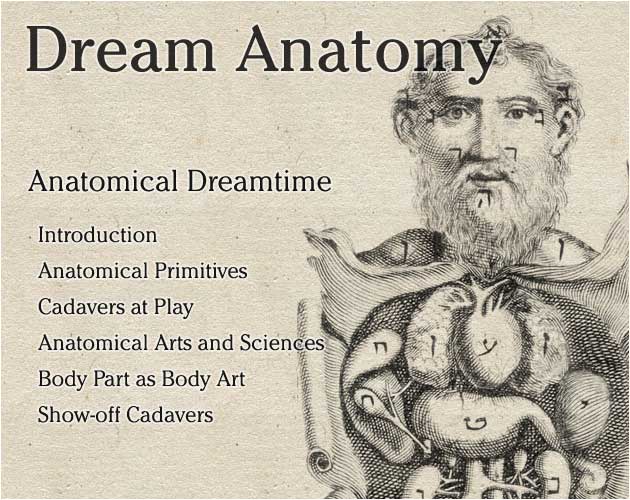 Dream Anatomy
Anatomical Dreamtime
Introduction
Anatomical Primitives
Cadavers at Play
Anatomical Arts and Sciences
Body Part as Body Art
Show-off Cadavers
ה
ו
ו
ח
ו
ע
ו
ט